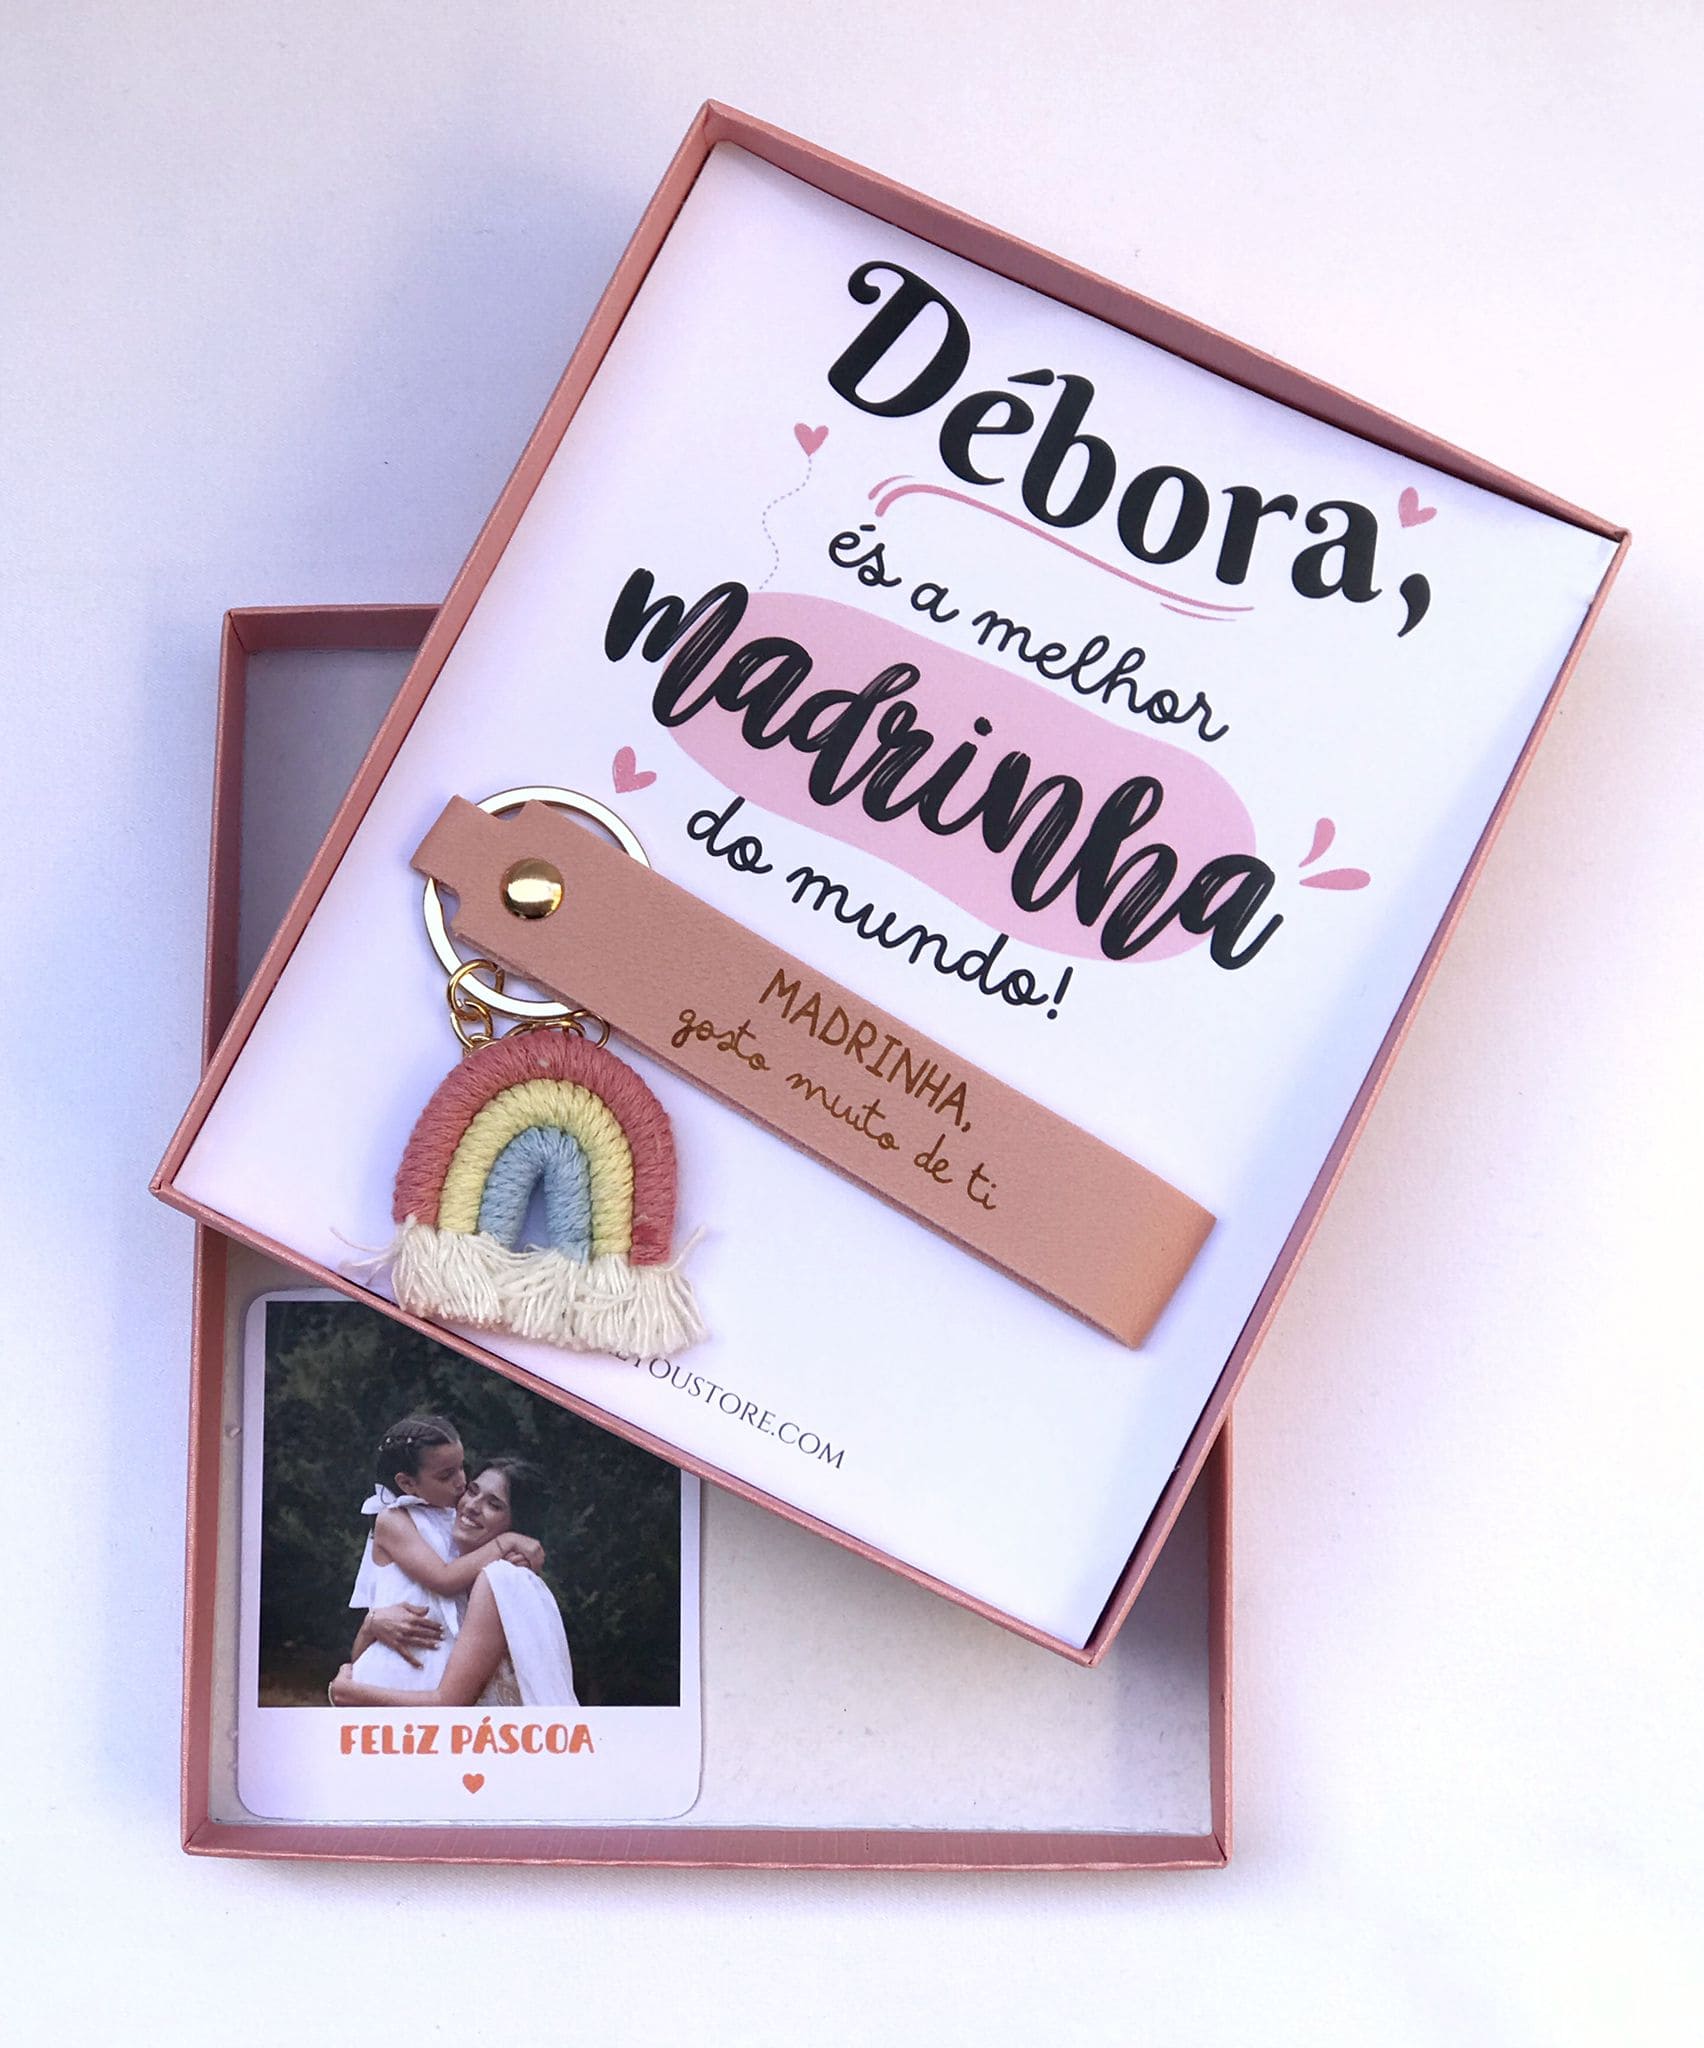 Débora,
és a melhor
madrinha
do mundo!
MADRINHA,
gosto muito de ti
FELIZ PÁSCOA